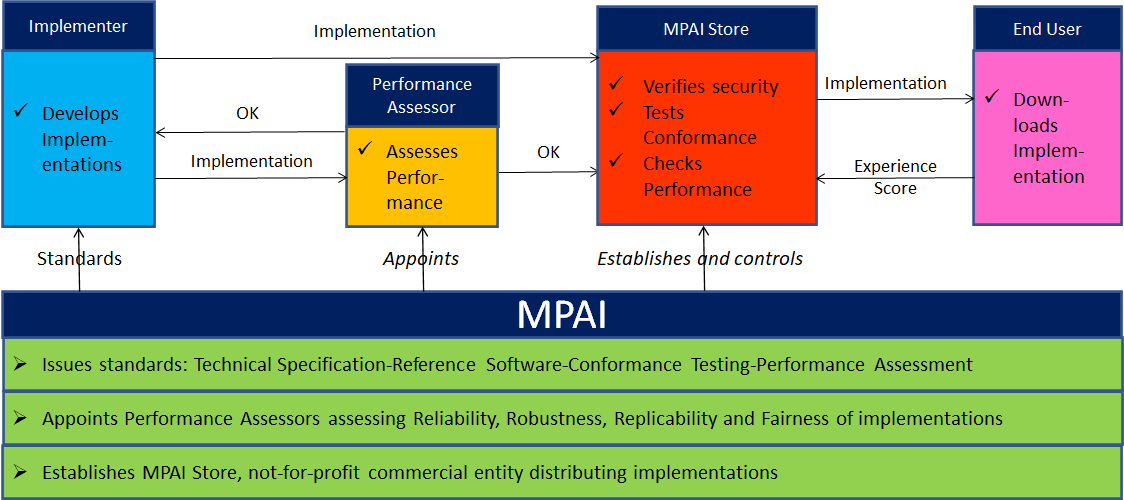 Implementer
Implementation
MPAI Store
End User
Performance
Assessor
✓ Develops
Implem-
entations
OK
Implementation
✓ Assesses
Perfor-
mance
OK
✓ Verifies security
✓ Tests
Conformance
✓ Checks
Performance
Implementation
Experience
Score
✓ Down-
loads
Implem-
entation
Standards
Appoints
Establishes and controls
MPAI
➢ Issues standards: Technical Specification-Reference Software-Conformance Testing-Performance Assessment
➢ Appoints Performance Assessors assessing Reliability, Robustness, Replicability and Fairness of implementations
➢ Establishes MPAI Store, not-for-profit commercial entity distributing implementations